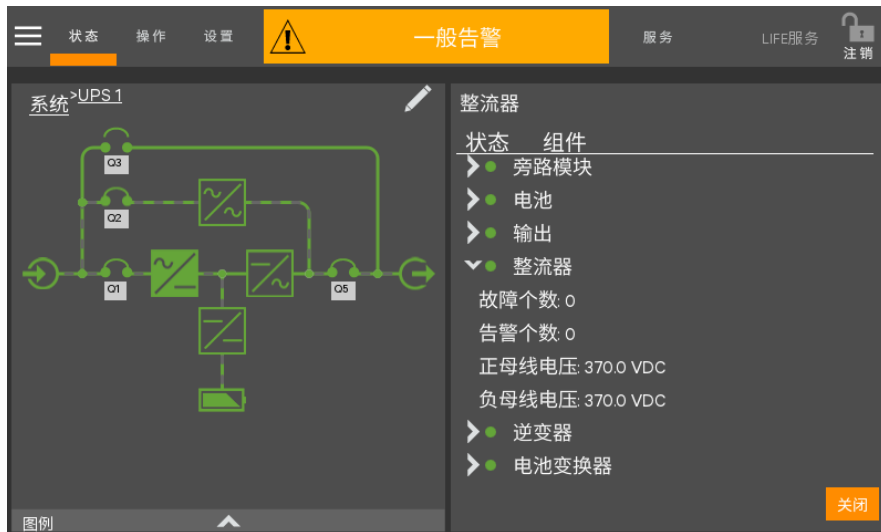 状态 操作 设置 一般告警 服务 LIFE服务 注销
系统>UPS 1
Q3
Q2
Q1 Q5
图例
整流器
状态 组件
旁路模块
电池
输出
整流器
故障个数: 0
告警个数: 0
正母线电压: 370.0 VDC
负母线电压: 370.0 VDC
逆变器
电池变换器
关闭